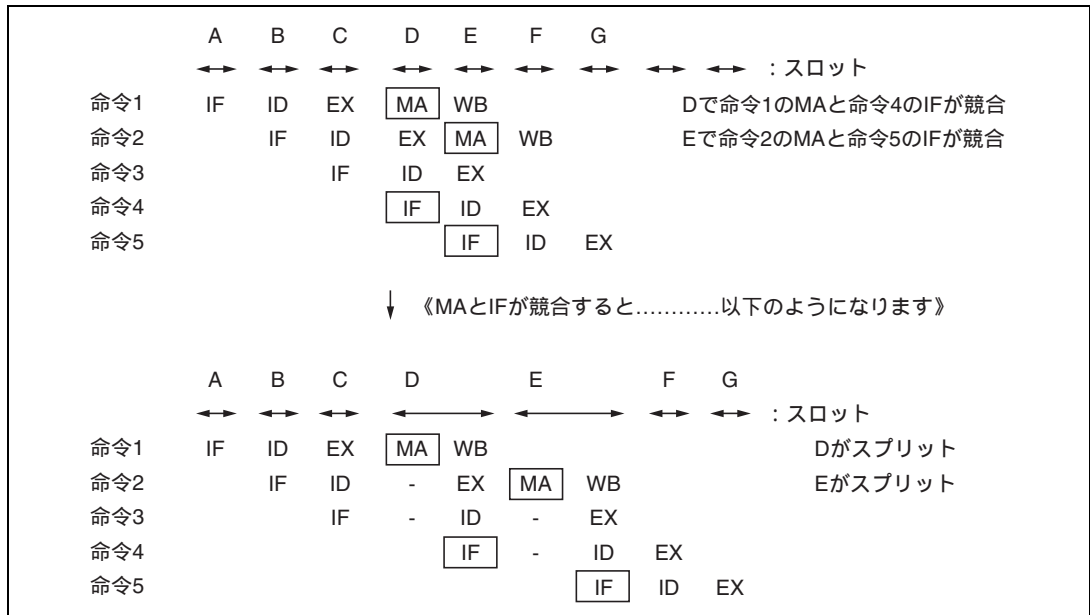 A B C D E F G
: スロット
命令1 IF ID EX MA WB Dで命令1のMAと命令4のIFが競合
命令2 IF ID EX MA WB Eで命令2のMAと命令5のIFが競合
命令3 IF ID EX
命令4 IF ID EX
命令5 IF ID EX
《MAとIFが競合すると…………以下のようになります》
A B C D E F G
: スロット
命令1 IF ID EX MA WB Dがスプリット
命令2 IF ID - EX MA WB Eがスプリット
命令3 IF - ID - EX
命令4 IF - ID EX
命令5 IF ID EX